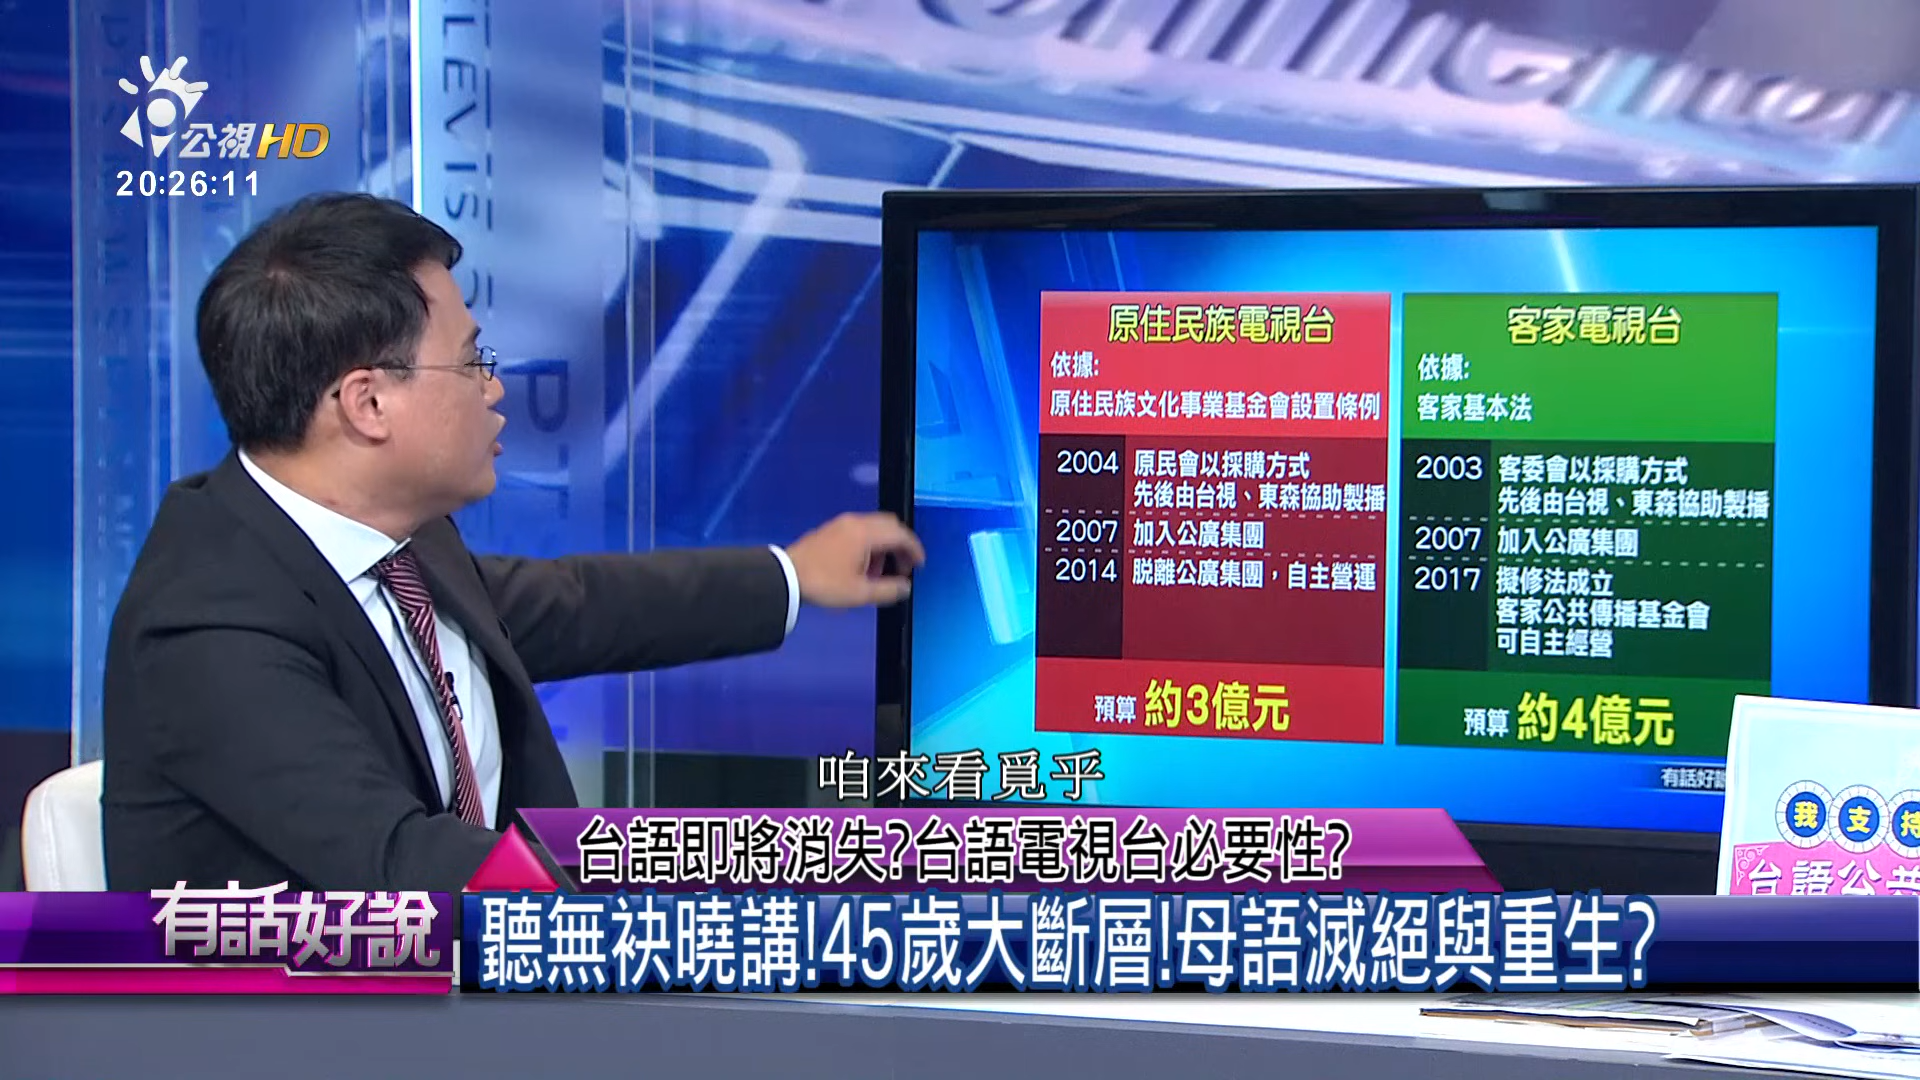 公視HD
20:26:11
原住民族電視台
依據:
原住民族文化事業基金會設置條例
2004 原民會以採購方式
先後由台視、東森協助製播
2007 加入公廣集團
2014 脫離公廣集團，自主營運
預算 約3億元
客家電視台
依據:
客家基本法
2003 客委會以採購方式
先後由台視、東森協助製播
2007 加入公廣集團
2017 擬修法成立
客家公共傳播基金會
可自主經營
預算 約4億元
有話好說
我支持
台語公共
咱來看覓乎
台語即將消失?台語電視台必要性?
有話好說
聽無袂曉講!45歲大斷層!母語滅絕與重生?